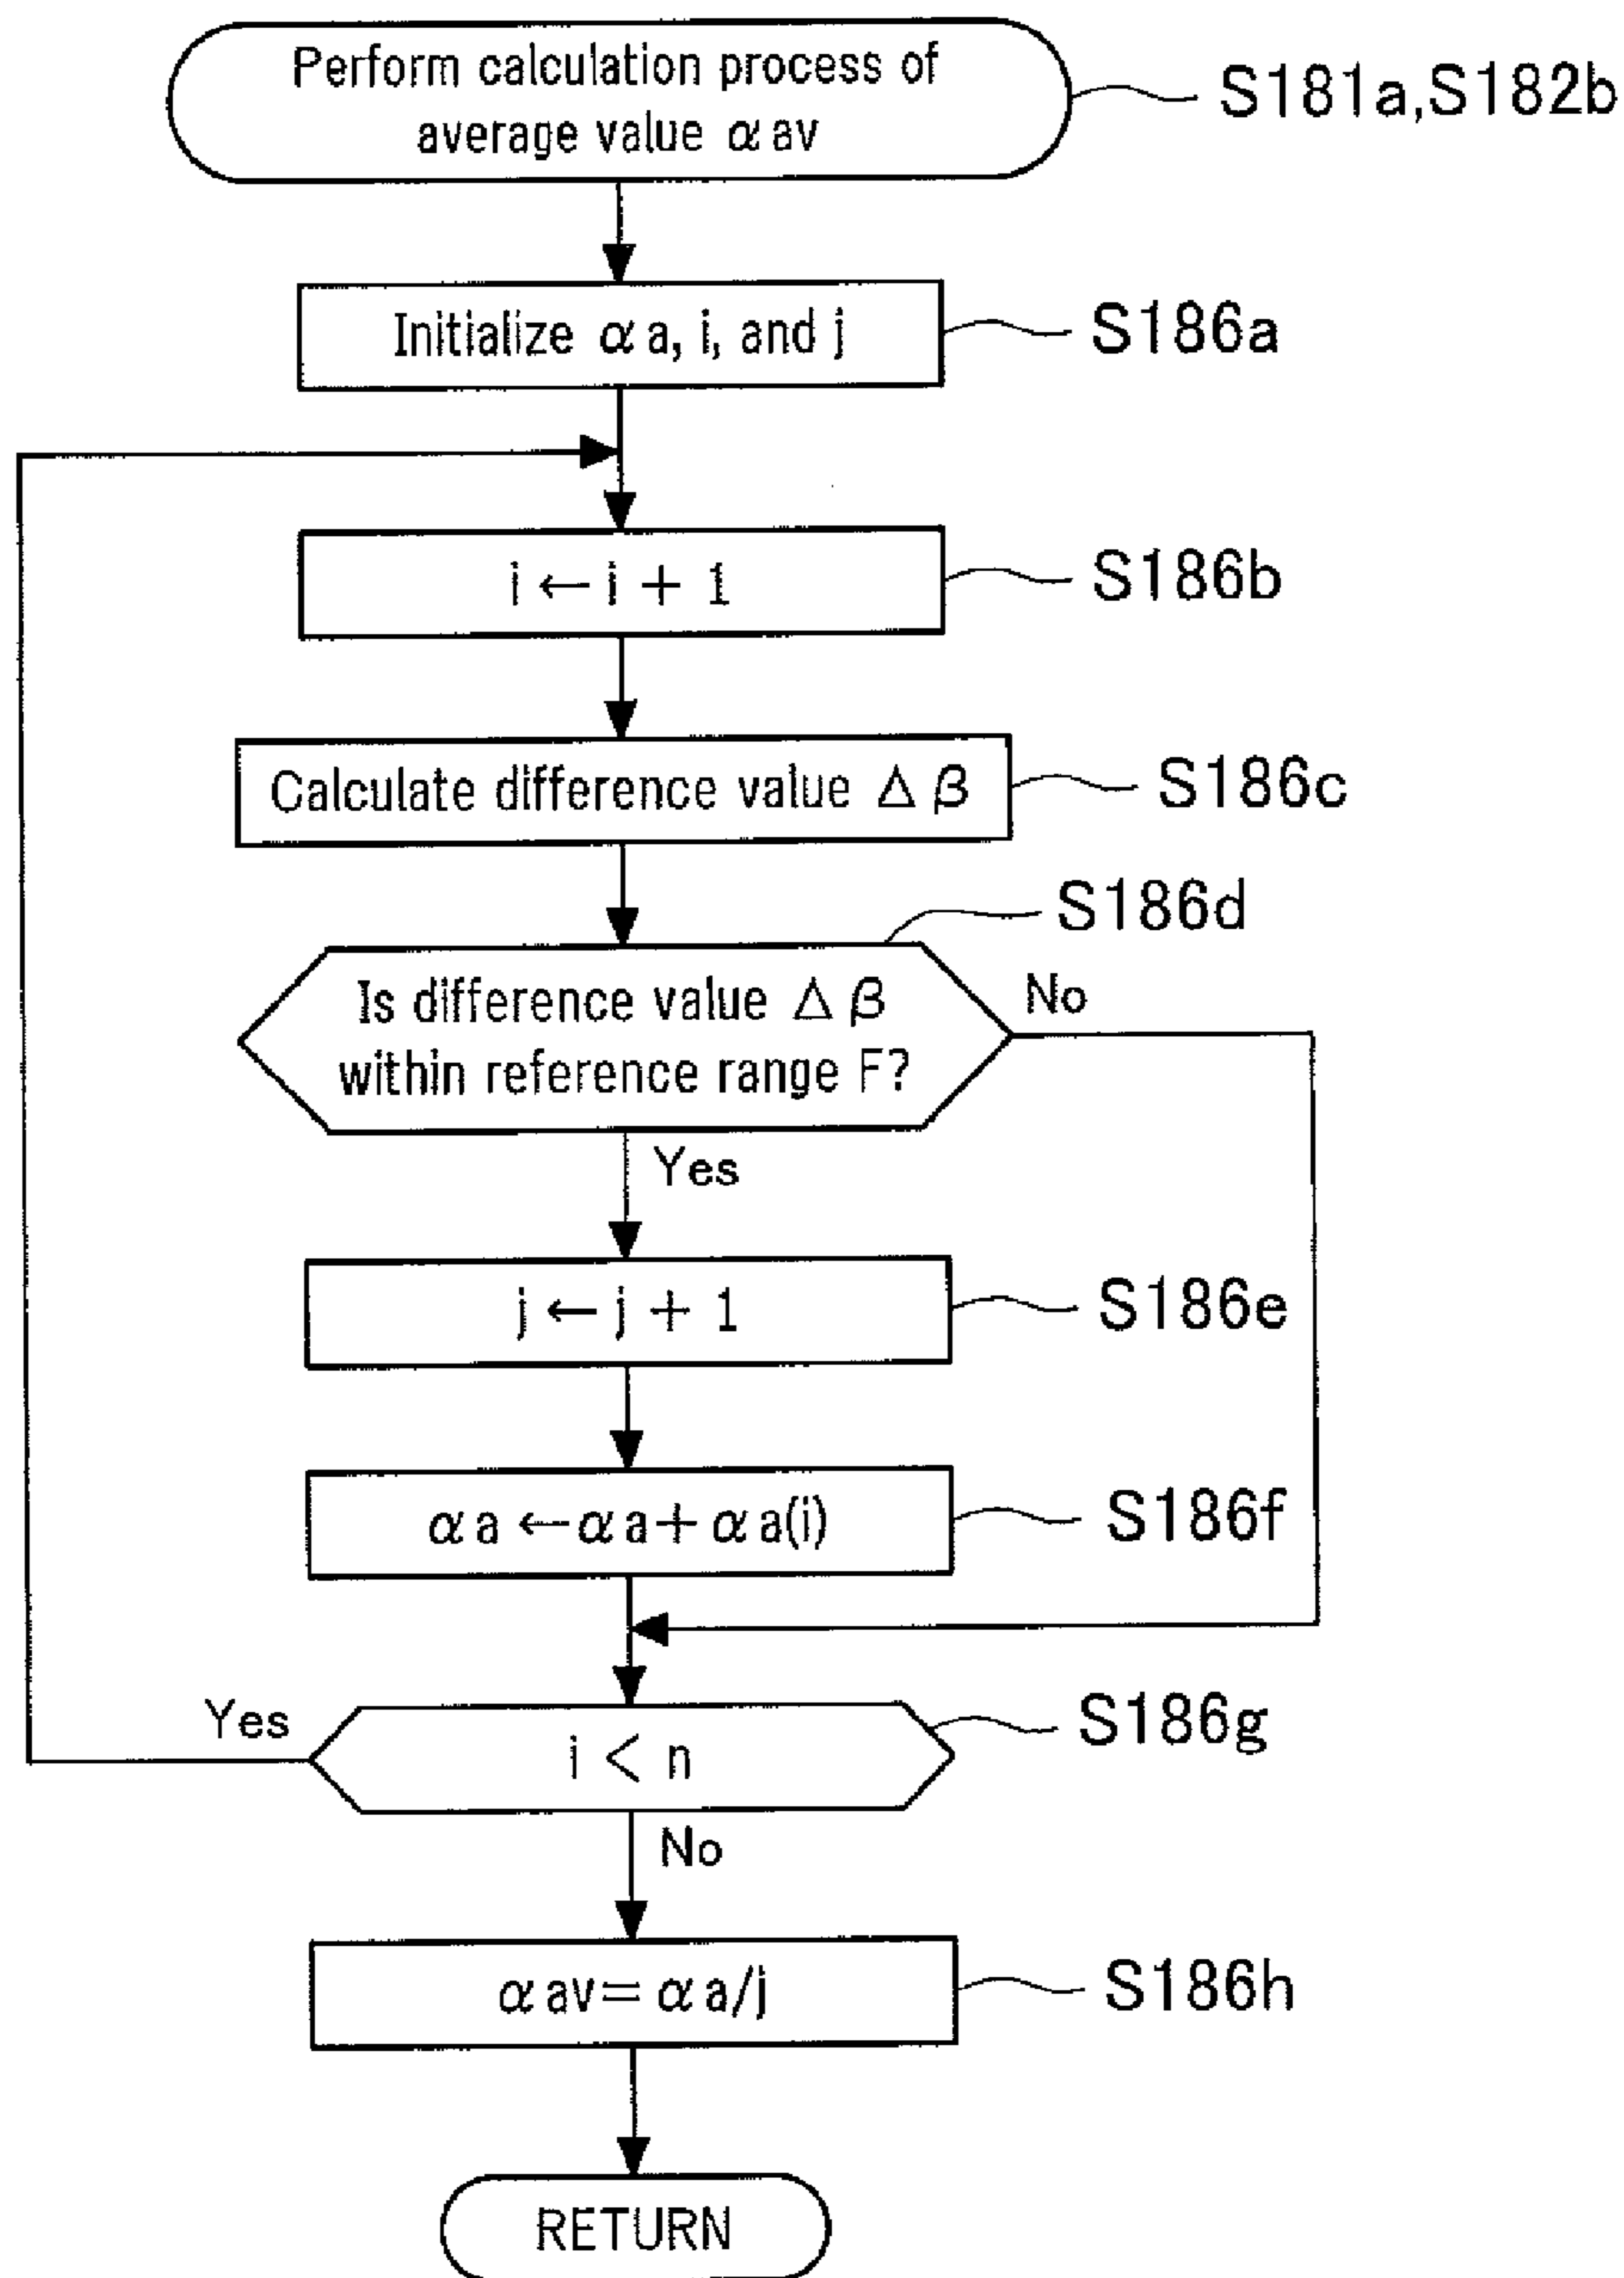 Perform calculation process of
average value αav
S181a,S182b
Initialize αa, i, and j
S186a
i ← i + 1
S186b
Calculate difference value Δβ
S186c
S186d
Is difference value Δβ
within reference range F?
No
Yes
j ← j + 1
S186e
αa ← αa + αa(i)
S186f
Yes
i < n
S186g
No
αav = αa/j
S186h
RETURN